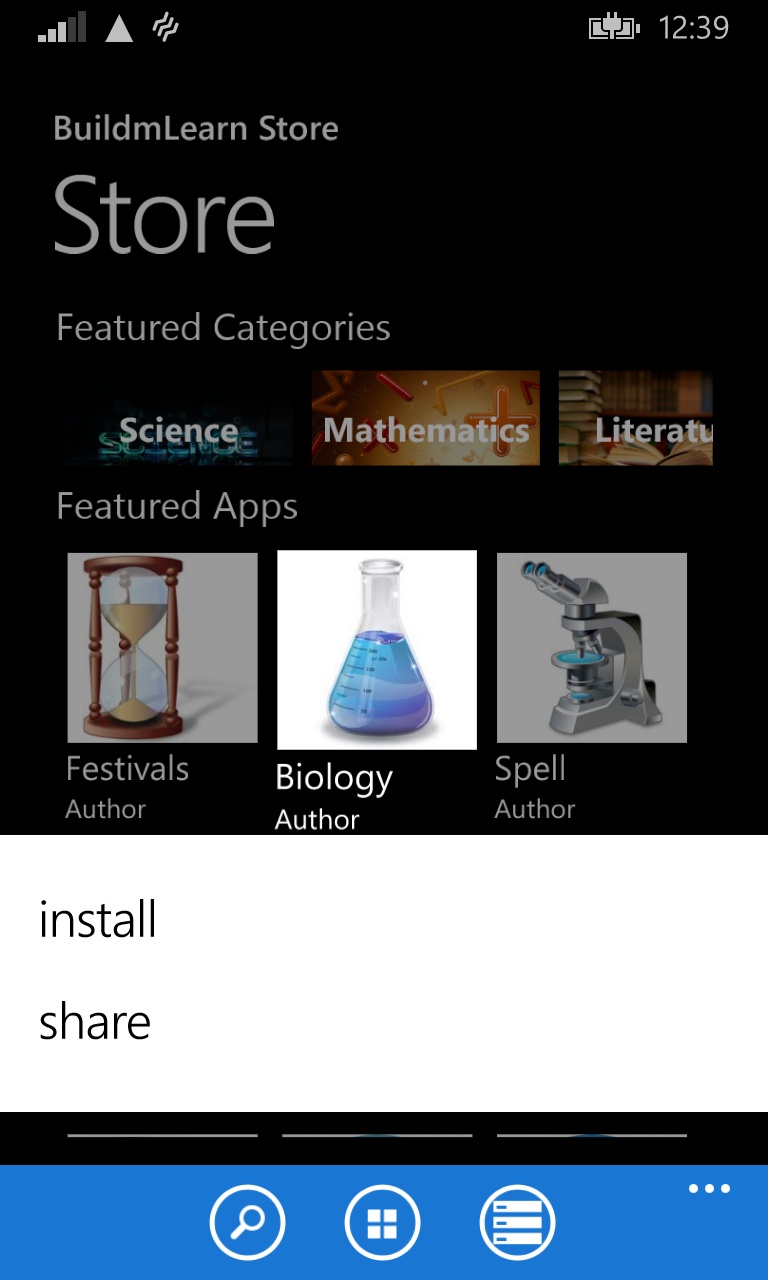 12:39
BuildmLearn Store
Store
Featured Categories
Science
Mathematics
Literatu
Featured Apps
Festivals
Author
Biology
Author
Spell
Author
install
share